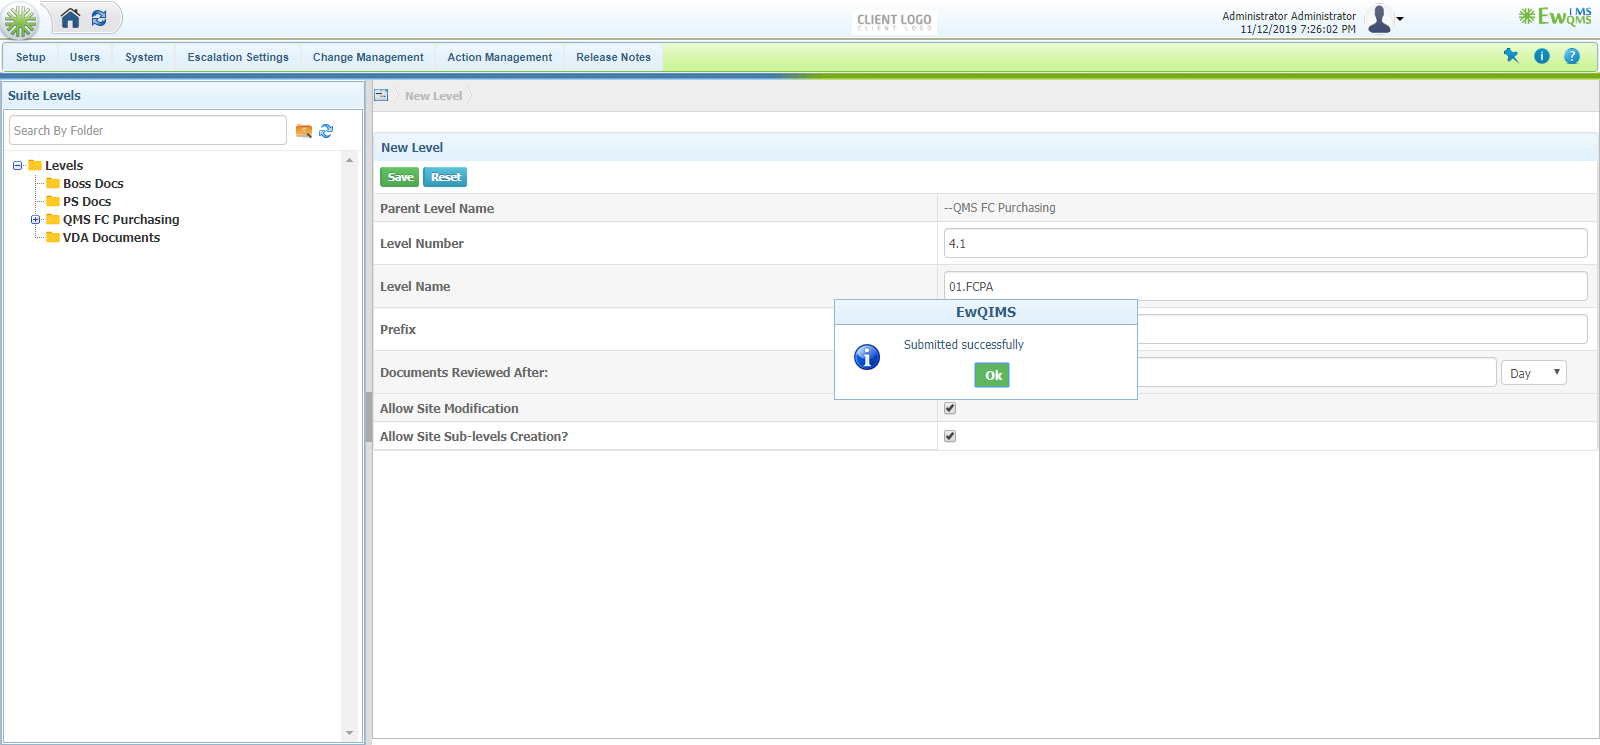 CLIENT LOGO
CLIENT LOGO
Administrator Administrator
11/12/2019 7:26:02 PM
EwQIMS
QMS
Setup Users System Escalation Settings Change Management Action Management Release Notes
Suite Levels
Search By Folder
Levels
Boss Docs
PS Docs
QMS FC Purchasing
VDA Documents
New Level
New Level
Save Reset
Parent Level Name --QMS FC Purchasing
Level Number 4.1
Level Name 01.FCPA
Prefix
Documents Reviewed After: Day
Allow Site Modification
Allow Site Sub-levels Creation?
EwQIMS
Submitted successfully
Ok